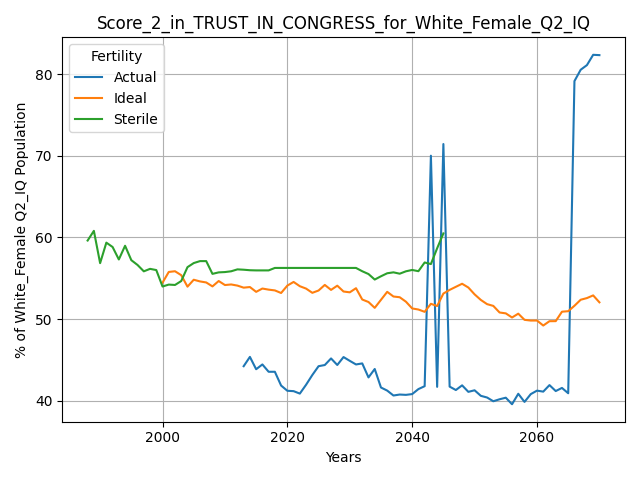 Score_2_in_TRUST_IN_CONGRESS_for_White_Female_Q2_IQ
Fertility
Actual
Ideal
Sterile
% of White_Female Q2_IQ Population
80
70
60
50
40
2000
2020
2040
2060
Years